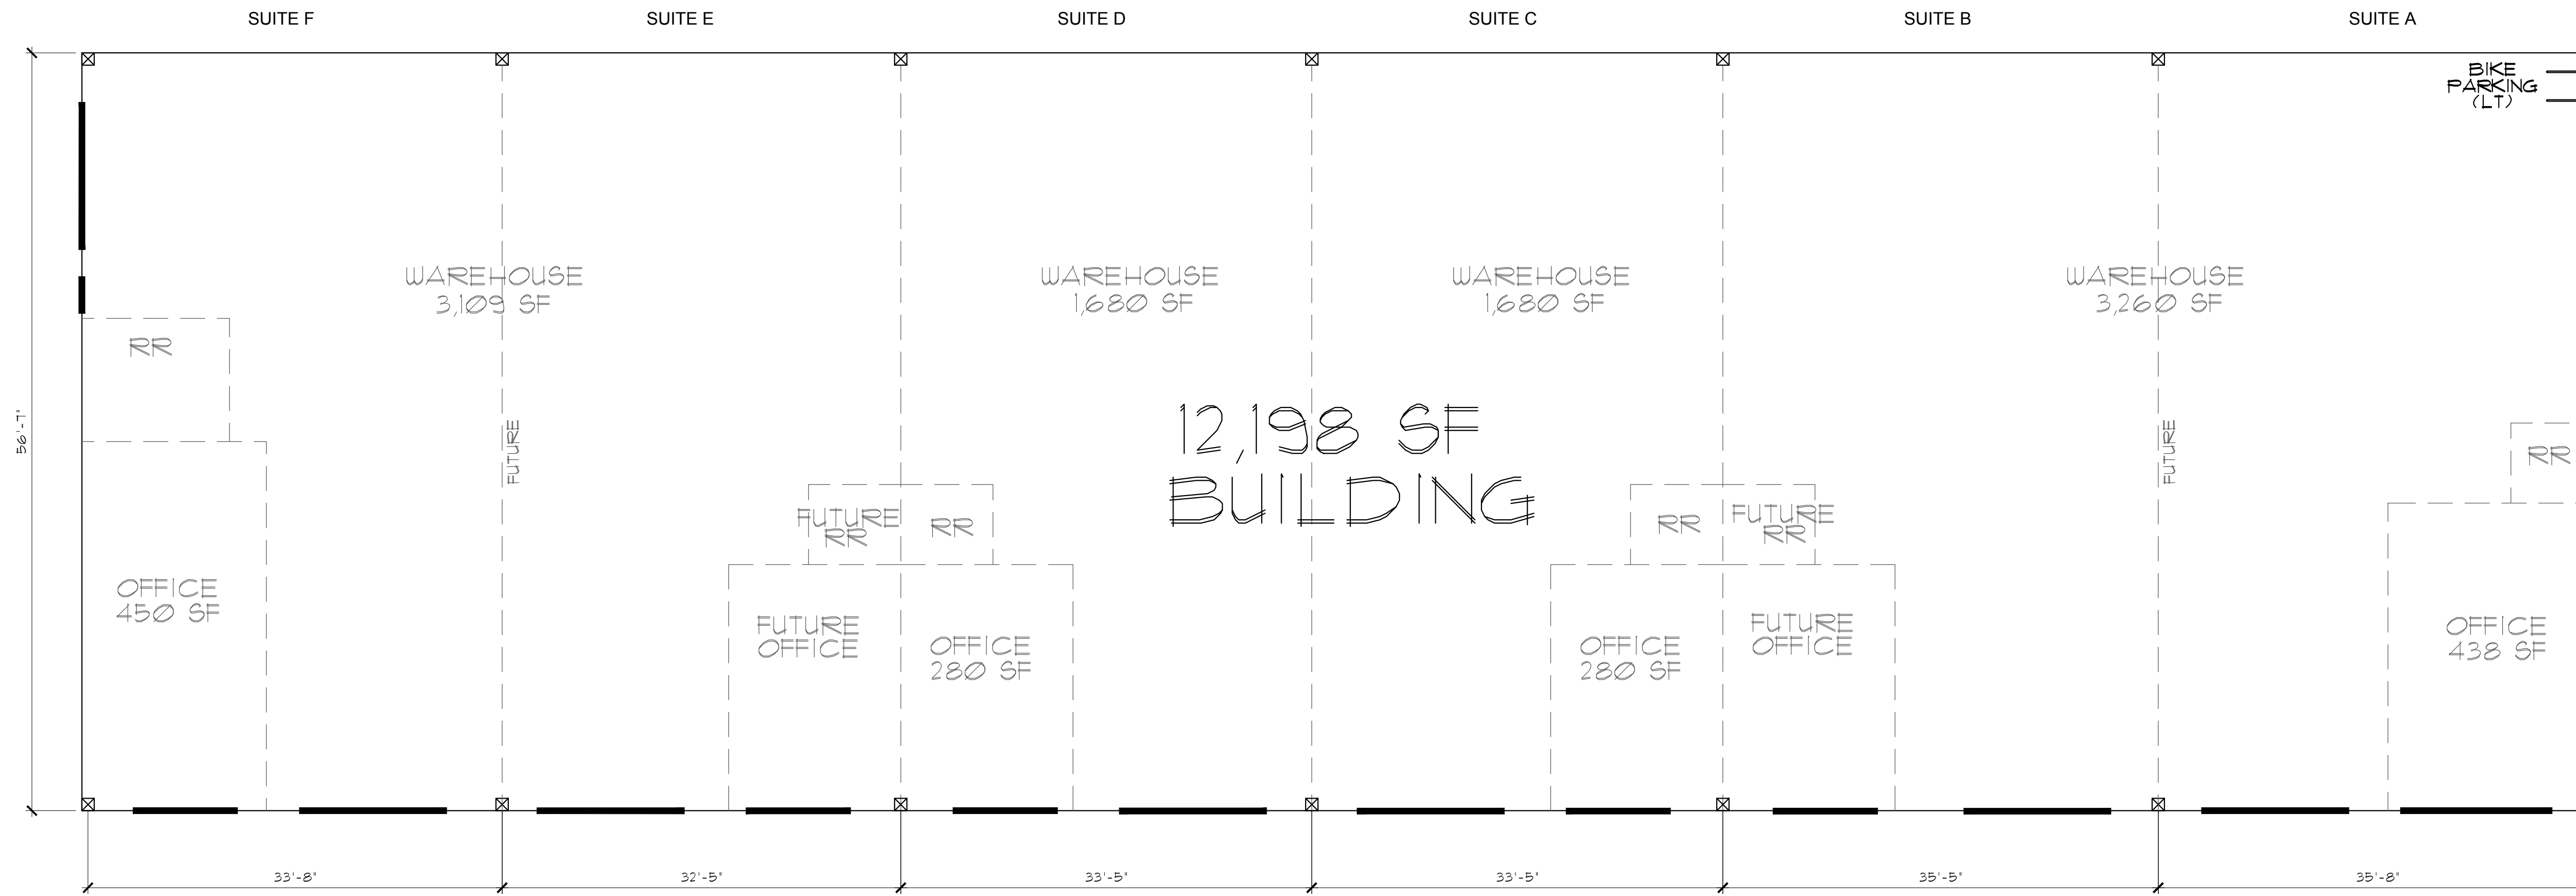 SUITE F
SUITE E
SUITE D
SUITE C
SUITE B
SUITE A
BIKE
PARKING
(LT)
WAREHOUSE
3,109 SF
WAREHOUSE
1,680 SF
WAREHOUSE
1,680 SF
WAREHOUSE
3,260 SF
RR
56'-7"
FUTURE
12,198 SF
BUILDING
FUTURE
RR
FUTURE
RR
RR
RR
FUTURE
RR
OFFICE
450 SF
FUTURE
OFFICE
OFFICE
280 SF
OFFICE
280 SF
FUTURE
OFFICE
OFFICE
438 SF
33'-8"
32'-5"
33'-5"
33'-5"
35'-5"
35'-8"